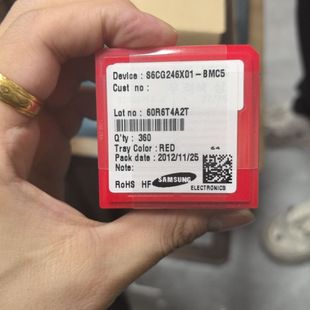 Device : S6CG246X01-BMC5
Cust no :
Lot no : 60R6T4A2T
Q'ty : 360
Tray Color : RED
Pack date : 2012/11/25 64
Note:
RoHS HF SAMSUNG
ELECTRONICS